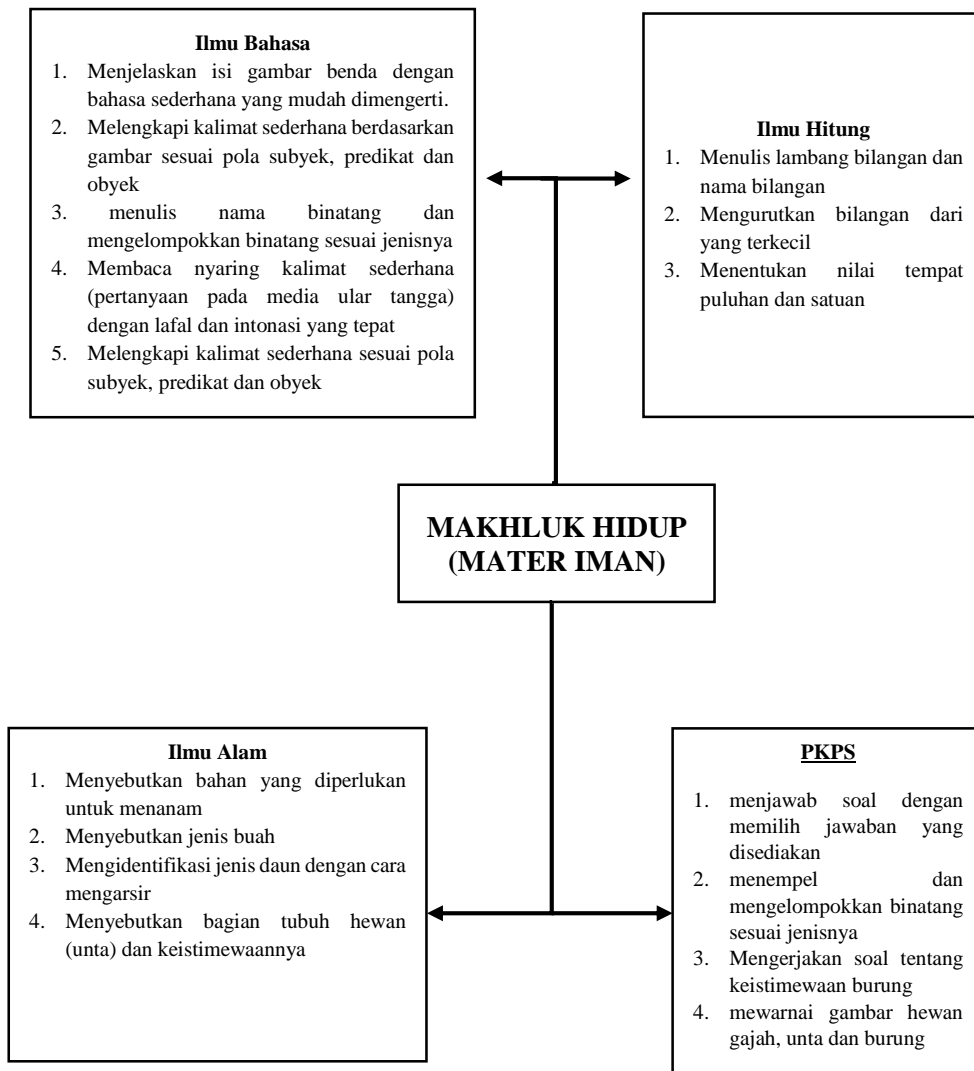 Ilmu Bahasa
1. Menjelaskan isi gambar benda dengan
bahasa sederhana yang mudah dimengerti.
2. Melengkapi kalimat sederhana berdasarkan
gambar sesuai pola subyek, predikat dan
obyek
3. menulis nama binatang dan
mengelompokkan binatang sesuai jenisnya
4. Membaca nyaring kalimat sederhana
(pertanyaan pada media ular tangga)
dengan lafal dan intonasi yang tepat
5. Melengkapi kalimat sederhana sesuai pola
subyek, predikat dan obyek
Ilmu Hitung
1. Menulis lambang bilangan dan
nama bilangan
2. Mengurutkan bilangan dari
yang terkecil
3. Menentukan nilai tempat
puluhan dan satuan
MAKHLUK HIDUP
(MATER IMAN)
Ilmu Alam
1. Menyebutkan bahan yang diperlukan
untuk menanam
2. Menyebutkan jenis buah
3. Mengidentifikasi jenis daun dengan cara
mengarsir
4. Menyebutkan bagian tubuh hewan
(unta) dan keistimewaannya
PKPS
1. menjawab soal dengan
memilih jawaban yang
disediakan
2. menempel dan
mengelompokkan binatang
sesuai jenisnya
3. Mengerjakan soal tentang
keistimewaan burung
4. mewarnai gambar hewan
gajah, unta dan burung